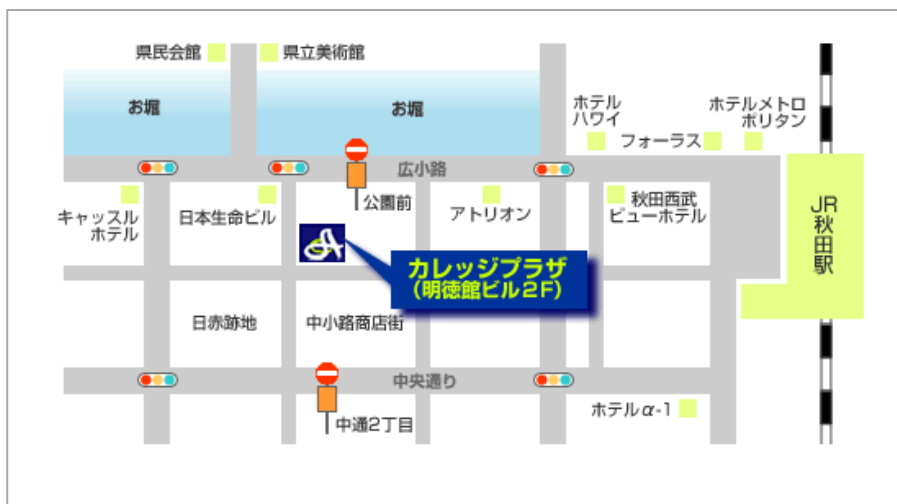 県民会館
県立美術館
お堀
お堀
ホテル
ハワイ
ホテルメトロ
ポリタン
フォーラス
広小路
公園前
キャッスル
ホテル
日本生命ビル
アトリオン
秋田西武
ビューホテル
JR秋田駅
カレッジプラザ
(明徳館ビル2F)
日赤跡地
中小路商店街
中央通り
中通2丁目
ホテルα-1